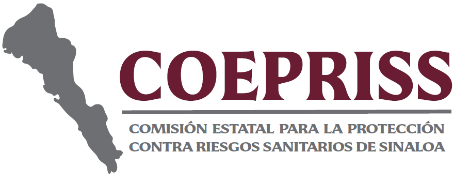 COEPRISS
COMISIÓN ESTATAL PARA LA PROTECCIÓN
CONTRA RIESGOS SANITARIOS DE SINALOA